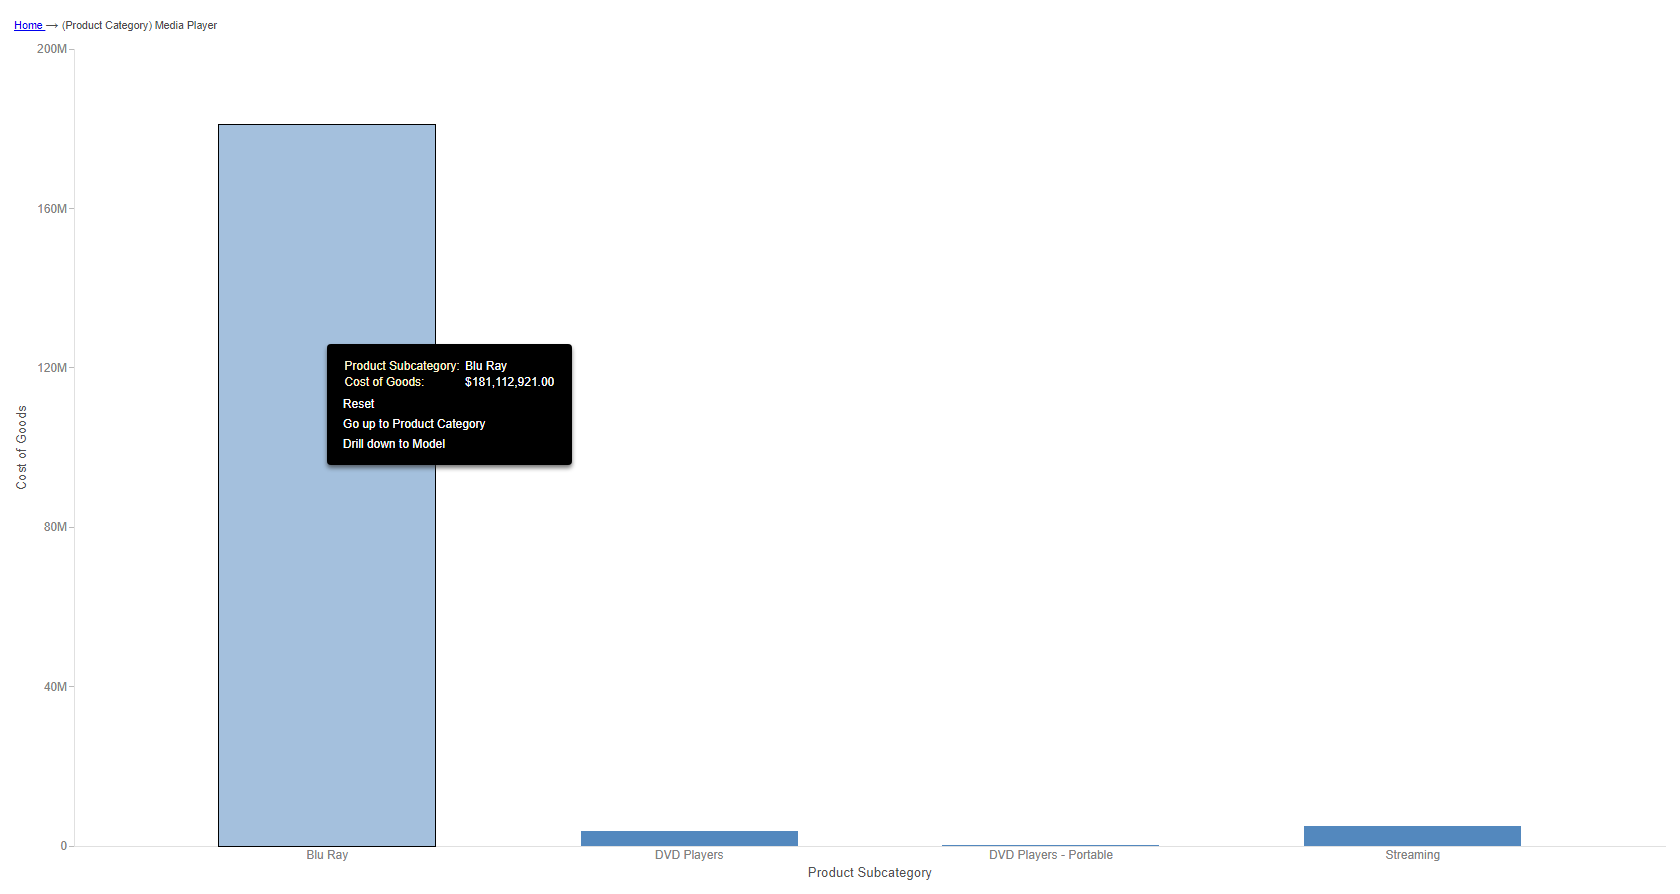 Home → (Product Category) Media Player
200M
160M
120M
80M
40M
0
Cost of Goods
Product Subcategory: Blu Ray
Cost of Goods: $181,112,921.00
Reset
Go up to Product Category
Drill down to Model
Blu Ray
DVD Players
DVD Players - Portable
Streaming
Product Subcategory